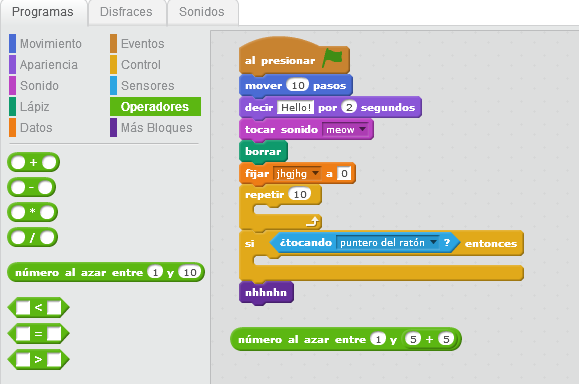 Programas Disfraces Sonidos
Movimiento Eventos
Apariencia Control
Sonido Sensores
Lápiz Operadores
Datos Más Bloques
+
-
*
/
número al azar entre 1 y 10
<
=
>
al presionar
mover 10 pasos
decir Hello! por 2 segundos
tocar sonido meow
borrar
fijar jhgjhg a 0
repetir 10
si ¿tocando puntero del ratón ? entonces
nhhnhn
número al azar entre 1 y 5 + 5